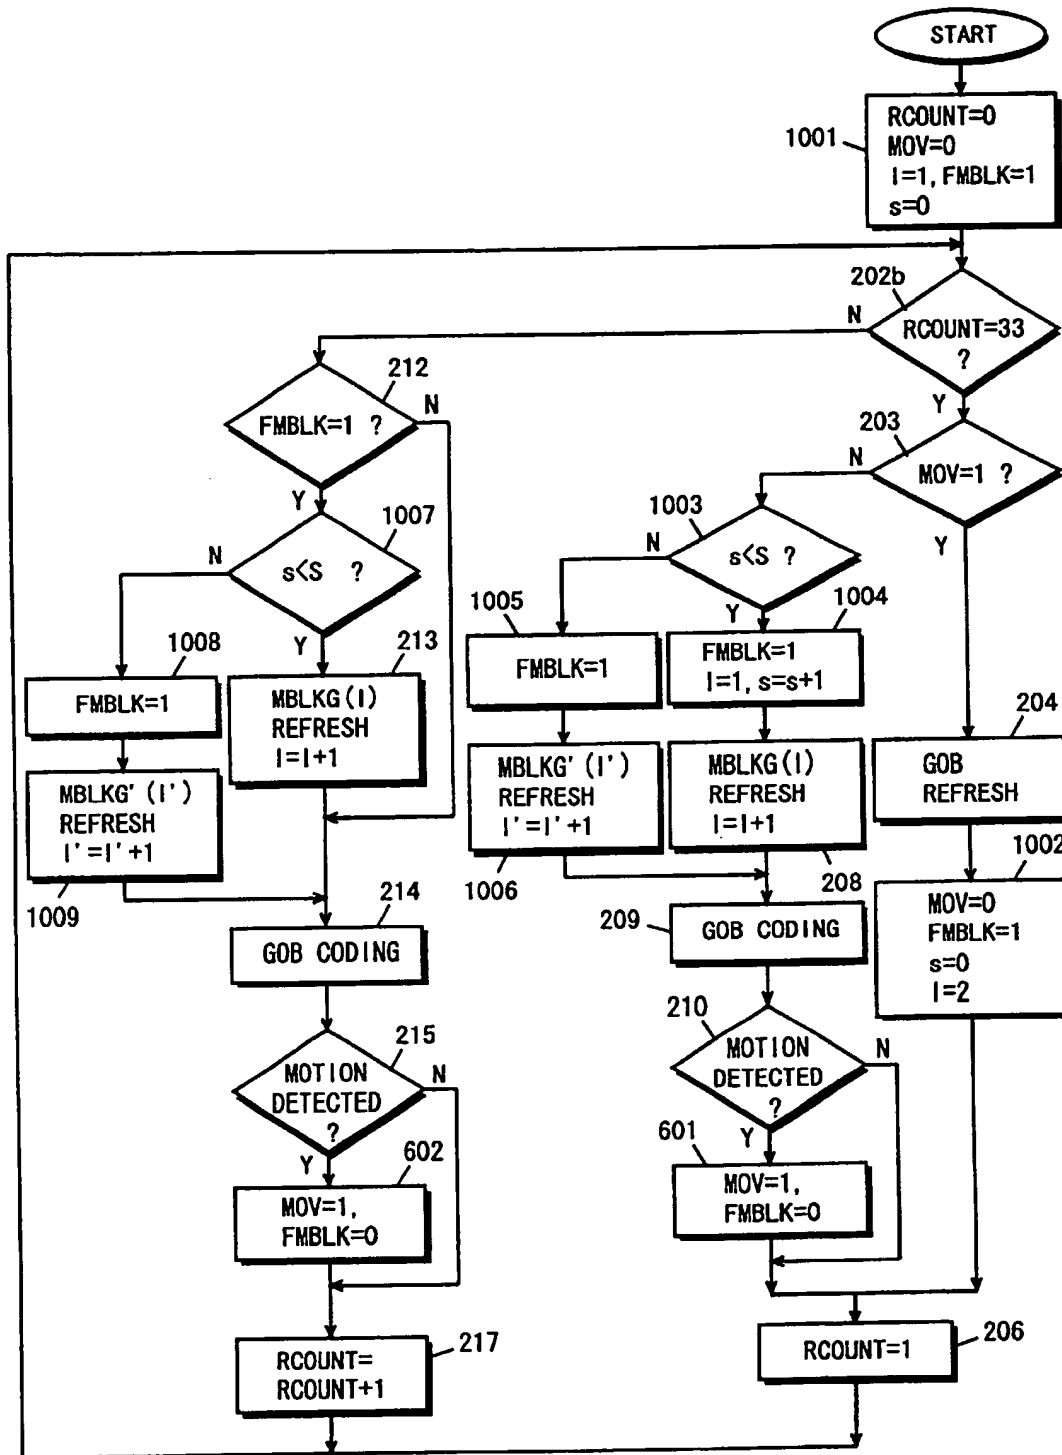 START
1001
RCOUNT=0
MOV=0
I=1, FMBLK=1
s=0
202b
RCOUNT=33
?
N
Y
212
FMBLK=1 ?
N
Y
203
MOV=1 ?
N
Y
1007
s<S ?
N
Y
1003
s<S ?
N
Y
1008
FMBLK=1
213
MBLKG(I)
REFRESH
I=I+1
1005
FMBLK=1
1004
FMBLK=1
I=1, s=s+1
204
GOB
REFRESH
1009
MBLKG'(I')
REFRESH
I'=I'+1
1006
MBLKG'(I')
REFRESH
I'=I'+1
208
MBLKG(I)
REFRESH
I=I+1
1002
MOV=0
FMBLK=1
s=0
I=2
214
GOB CODING
209
GOB CODING
215
MOTION
DETECTED
?
N
Y
210
MOTION
DETECTED
?
N
Y
602
MOV=1,
FMBLK=0
601
MOV=1,
FMBLK=0
217
RCOUNT=
RCOUNT+1
206
RCOUNT=1